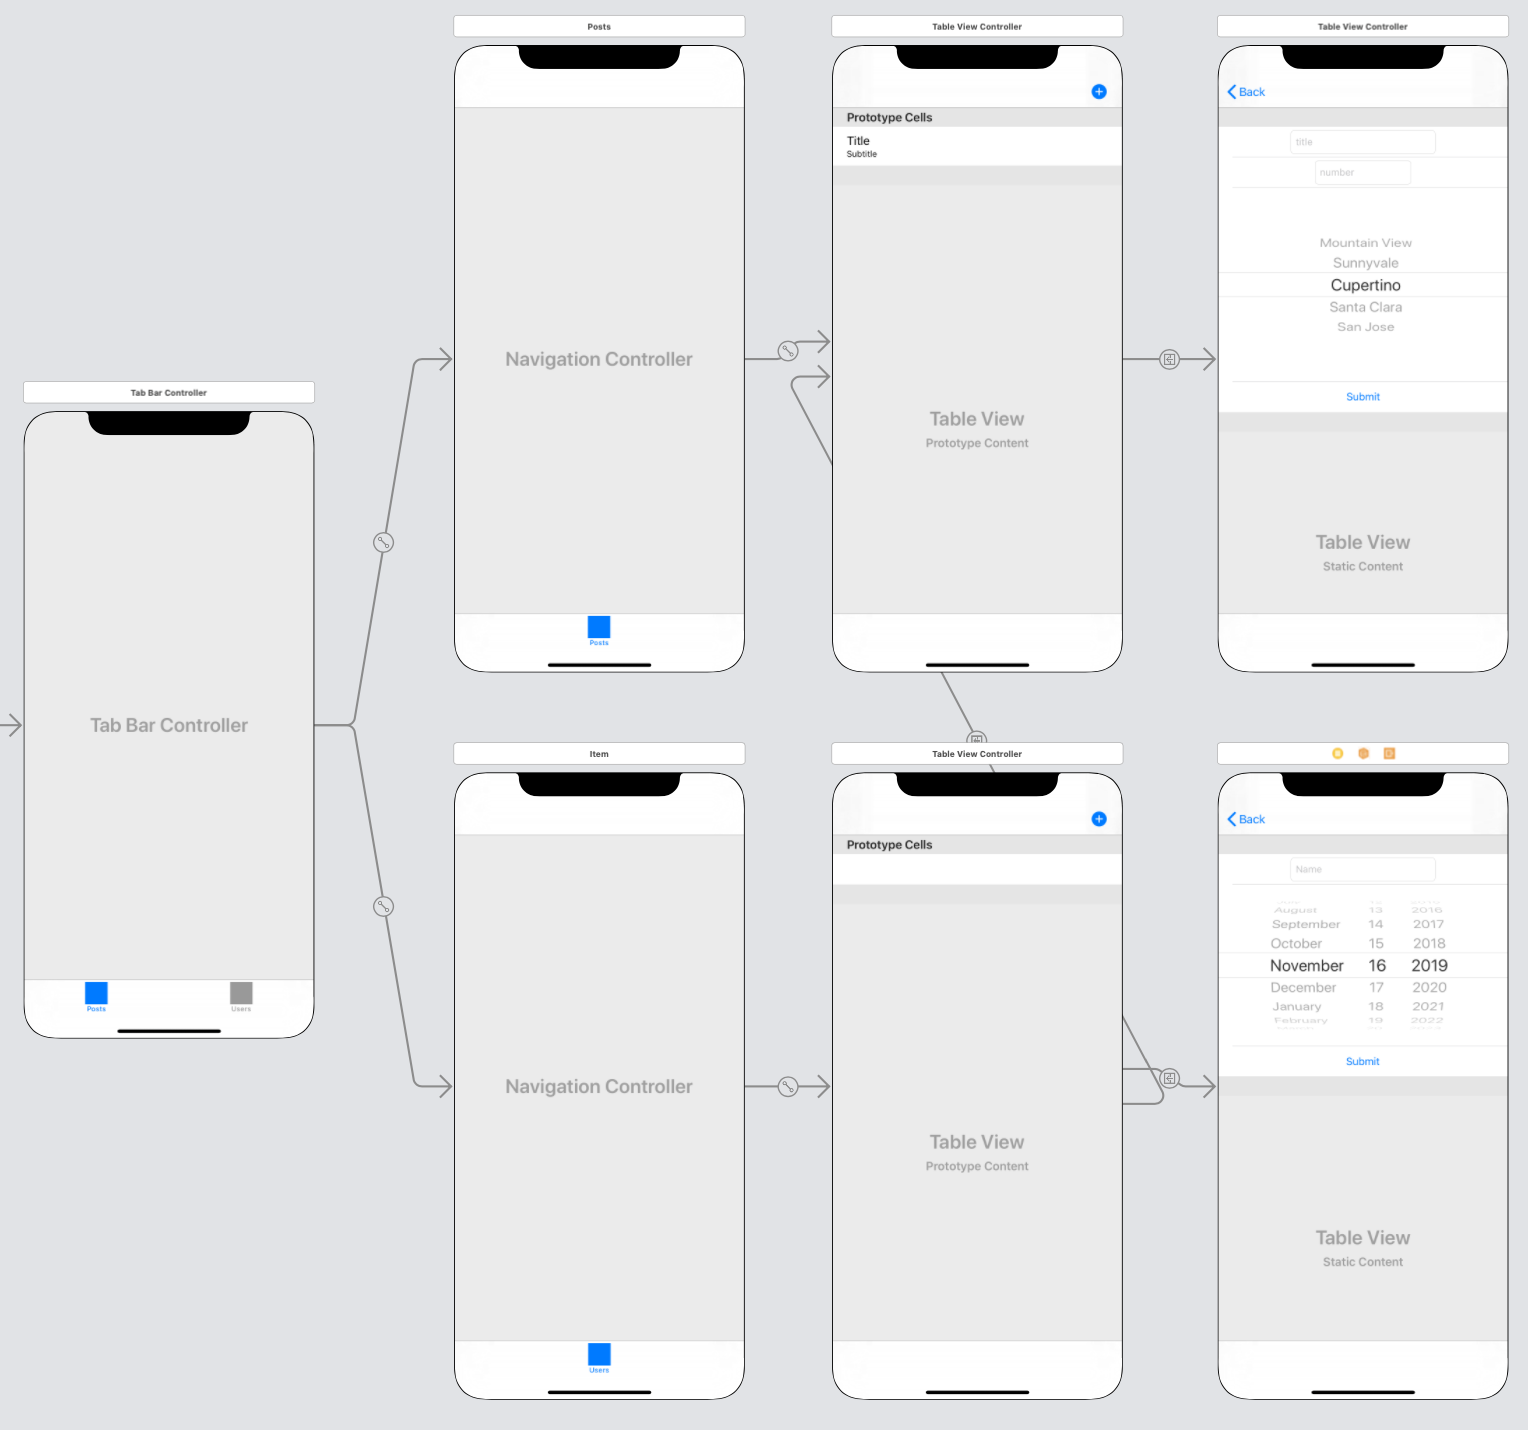 Posts
Navigation Controller
Posts
Table View Controller
Prototype Cells
Title
Subtitle
Table View
Prototype Content
Table View Controller
Back
title
number
Mountain View
Sunnyvale
Cupertino
Santa Clara
San Jose
Submit
Table View
Static Content
Tab Bar Controller
Tab Bar Controller
Posts
Users
Item
Navigation Controller
Users
Table View Controller
Prototype Cells
Table View
Prototype Content
Back
Name
August 13 2016
September 14 2017
October 15 2018
November 16 2019
December 17 2020
January 18 2021
February 19 2022
Submit
Table View
Static Content